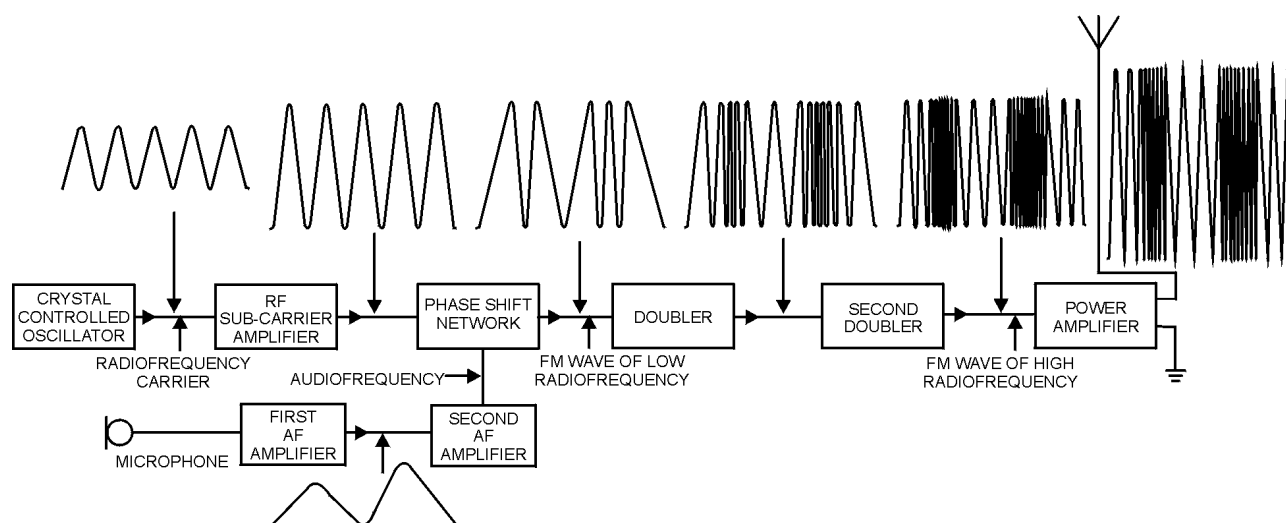 CRYSTAL
CONTROLLED
OSCILLATOR
RADIOFREQUENCY
CARRIER
RF
SUB-CARRIER
AMPLIFIER
PHASE SHIFT
NETWORK
FM WAVE OF LOW
RADIOFREQUENCY
DOUBLER
SECOND
DOUBLER
FM WAVE OF HIGH
RADIOFREQUENCY
POWER
AMPLIFIER
AUDIOFREQUENCY
MICROPHONE
FIRST
AF
AMPLIFIER
SECOND
AF
AMPLIFIER